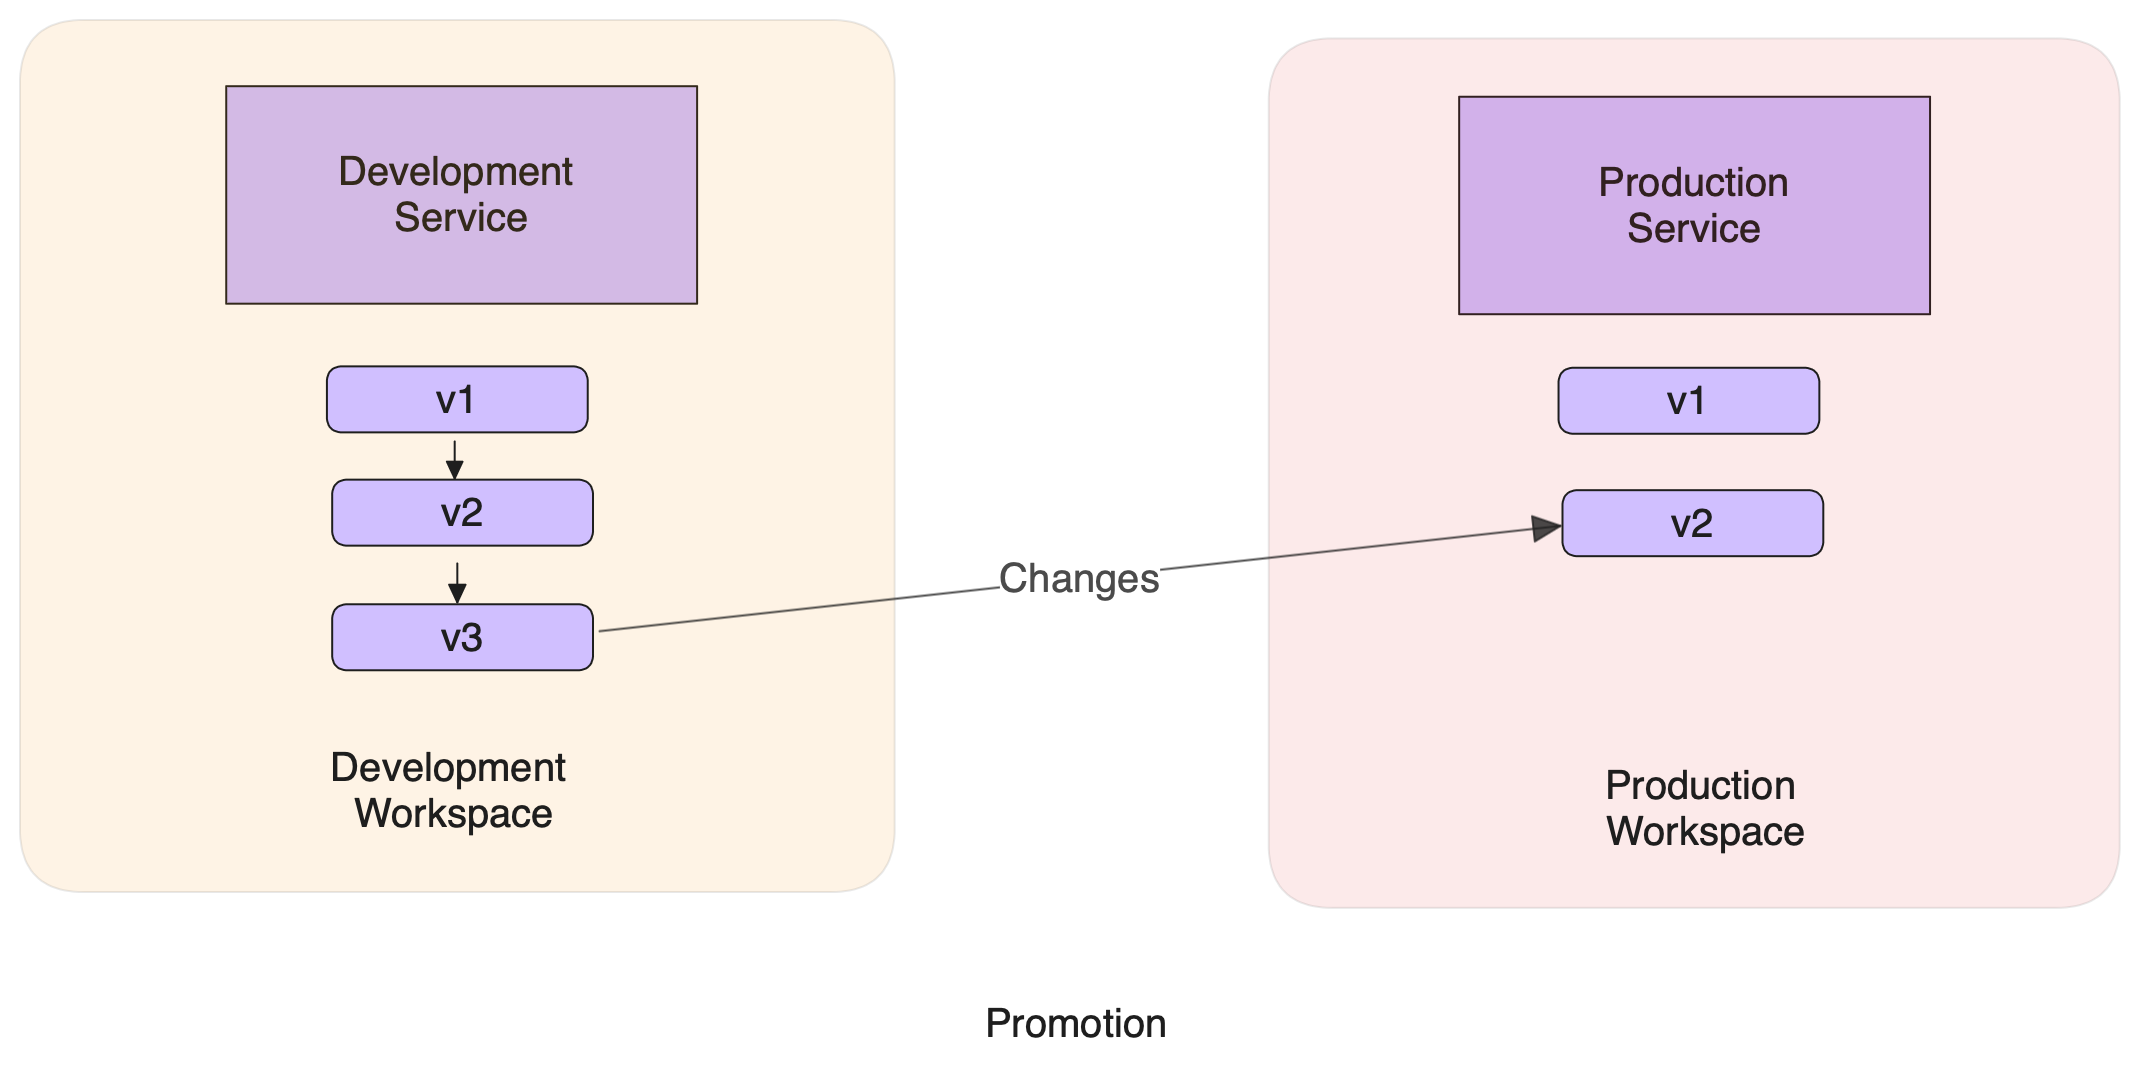 Development
Service
v1
v2
v3
Development
Workspace
Changes
Production
Service
v1
v2
Production
Workspace
Promotion